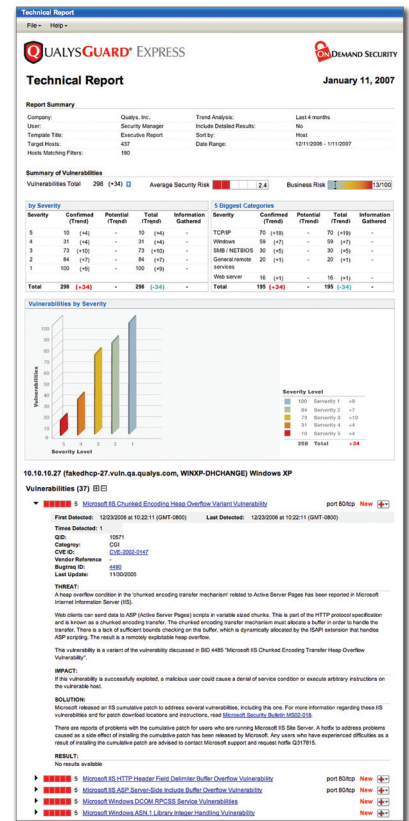 Technical Report
File Help
QUALYSGUARD® EXPRESS
ON DEMAND SECURITY
Technical Report
January 11, 2007
Report Summary
Company: Qualys, Inc. Trend Analysis: Last 4 months
User: Security Manager Include Detailed Results: No
Template Title: Executive Report Sort by: Host
Target Hosts: 437 Date Range: 12/11/2006 - 1/11/2007
Hosts Matching Filters: 190
Summary of Vulnerabilities
Vulnerabilities Total 298 (+34) Average Security Risk 2.4 Business Risk 13/100
by Severity
Severity Confirmed (Trend) Potential (Trend) Total (Trend) Information Gathered
5 10 (+4) - 10 (+4) -
4 31 (+4) - 31 (+4) -
3 73 (+10) - 73 (+10) -
2 84 (+7) - 84 (+7) -
1 100 (+9) - 100 (+9) -
Total 298 (+34) - 298 (-34) -
5 Biggest Categories
Severity Confirmed (Trend) Potential (Trend) Total (Trend) Information Gathered
TCP/IP 70 (+19) - 70 (+19) -
Windows 59 (+7) - 59 (+7) -
SMB / NETBIOS 30 (+5) - 30 (+5) -
General remote services 20 (+1) - 20 (+1) -
Web server 16 (+1) - 16 (+1) -
Total 195 (+34) - 195 (-34) -
Vulnerabilities by Severity
Vulnerabilities
100
90
80
70
60
50
40
30
20
10
0
5 4 3 2 1
Severity Level
Severity Level
100 Serverity 1 +9
84 Serverity 2 +7
73 Serverity 3 +10
31 Serverity 4 +4
10 Serverity 5 +4
298 Total +34
10.10.10.27 (fakedhcp-27.vuln.qa.qualys.com, WINXP-DHCHANGE) Windows XP
Vulnerabilities (37)
5 Microsoft IIS Chunked Encoding Heap Overflow Variant Vulnerability port 80/tcp New
First Detected: 12/23/2006 at 10:22:11 (GMT-0800) Last Detected: 12/23/2006 at 10:22:11 (GMT-0800)
Times Detected: 1
QID: 10571
Categroy: CGI
CVE ID: CVE-2002-0147
Vendor Reference -
Bugtraq ID: 4490
Last Update: 11/30/2005
THREAT:
A heap overflow condition in the 'chunked encoding transfer mechanism' related to Active Server Pages has been reported in Microsoft
Internet Information Server (IIS).
Web clients can send data to ASP (Active Server Pages) scripts in variable sized chunks. This is part of the HTTP protocol specification
and is known as a chunked encoding transfer. The chunked encoding transfer mechanism must allocate a buffer in order to handle the
transfer. There is a lack of sufficient bounds checking on this buffer, which is dynamically allocated by the ISAPI extension that handles
ASP scripting. The result is a remotely exploitable heap overflow.
This vulnerability is a variant of the vulnerability discussed in BID 4485 "Microsoft IIS Chunked Encoding Transfer Heap Overflow
Vulnerability".
IMPACT:
If this vulnerability is successfully exploited, a malicious user could cause a denial of service condition or execute arbitrary instructions on
the vulnerable host.
SOLUTION:
Microsoft released an IIS cumulative patch to address several vulnerabilities, including this one. For more information regarding these IIS
vulnerabilities and for patch download locations and instructions, read Microsoft Security Bulletin MS02-018.
There are reports of problems with the cumulative patch for users who are running Microsoft IIS Site Server. A hotfix to address problems
caused as a side effect of installing the cumulative patch has been released by Microsoft. Any users who have experienced difficulties as a
result of installing the cumulative patch are advised to contact Microsoft support and request hotfix Q317815.
RESULT:
No results available
5 Microsoft IIS HTTP Header Field Delimiter Buffer Overflow Vulnerability port 80/tcp New
5 Microsoft IIS ASP Server-Side Include Buffer Overflow Vulnerability port 80/tcp New
5 Microsoft Windows DCOM RPCSS Service Vulnerabilities New
5 Microsoft Windows ASN.1 Library Integer Handling Vulnerability New